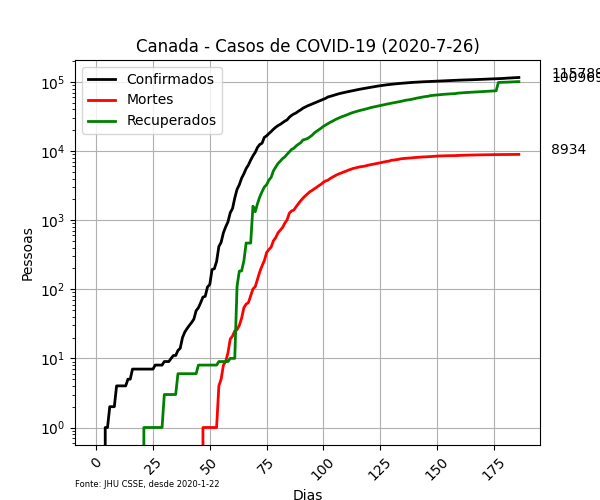 Canada - Casos de COVID-19 (2020-7-26)
Confirmados
Mortes
Recuperados
8934
10⁵
10⁴
10³
10²
10¹
10⁰
Pessoas
0 25 50 75 100 125 150 175
Fonte: JHU CSSE, desde 2020-1-22
Dias